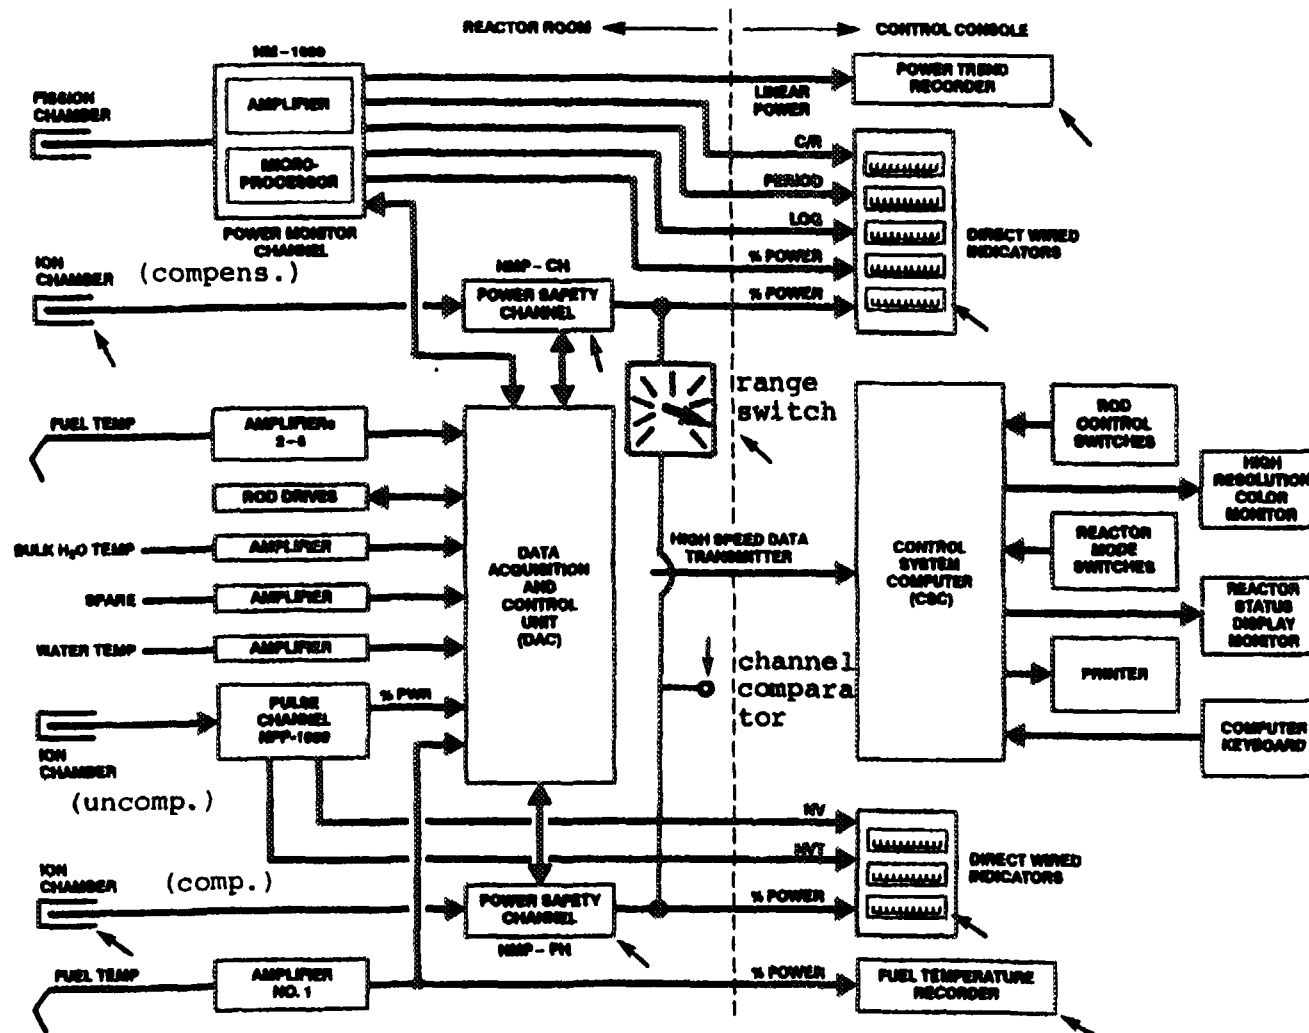 REACTOR ROOM
CONTROL CONSOLE
NM-1000
POWER TREND
RECORDER
FISSION
CHAMBER
AMPLIFIER
LINEAR
POWER
MICRO-
PROCESSOR
C/R
PERIOD
LOG
% POWER
% POWER
DIRECT WIRED
INDICATORS
POWER MONITOR
CHANNEL
ION
CHAMBER
(compens.)
NMP-CH
POWER SAFETY
CHANNEL
range
switch
FUEL TEMP
AMPLIFIERs
ROD DRIVES
BULK H₂O TEMP
AMPLIFIER
SPARE
AMPLIFIER
WATER TEMP
AMPLIFIER
DATA
ACQUISITION
AND
CONTROL
UNIT
(DAC)
HIGH SPEED DATA
TRANSMITTER
CONTROL
SYSTEM
COMPUTER
(CSC)
ROD
CONTROL
SWITCHES
HIGH
RESOLUTION
COLOR
MONITOR
REACTOR
MODE
SWITCHES
REACTOR
STATUS
DISPLAY
MONITOR
PRINTER
COMPUTER
KEYBOARD
channel
compara
tor
PULSE
CHANNEL
NPP-1000
% PWR
ION
CHAMBER
(uncomp.)
NV
NVT
% POWER
DIRECT WIRED
INDICATORS
ION
CHAMBER
(comp.)
POWER SAFETY
CHANNEL
NMP-PH
FUEL TEMP
AMPLIFIER
NO. 1
% POWER
FUEL TEMPERATURE
RECORDER